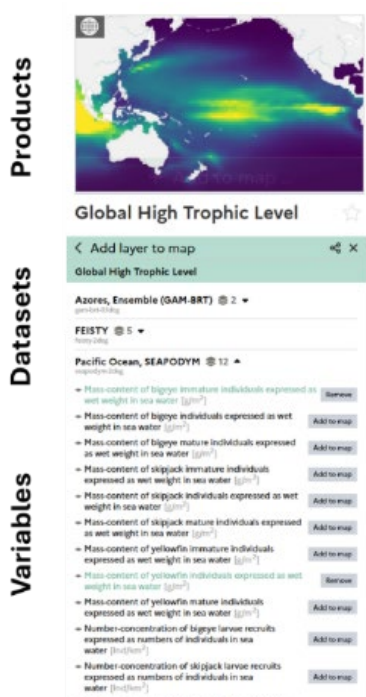 Products
Global High Trophic Level
Add layer to map
Global High Trophic Level
Datasets
Azores, Ensemble (GAM-BRT) 2
FEISTY 5
Pacific Ocean, SEAPODYM 12
Mass-content of bigeye immature individuals expressed as
wet weight in sea water [g/m²]
Remove
Mass-content of bigeye individuals expressed as wet
weight in sea water [g/m²]
Add to map
Mass-content of bigeye mature individuals expressed
as wet weight in sea water [g/m²]
Add to map
Mass-content of skipjack immature individuals
expressed as wet weight in sea water [g/m²]
Add to map
Variables
Mass-content of skipjack individuals expressed as wet
weight in sea water [g/m²]
Add to map
Mass-content of skipjack mature individuals expressed
as wet weight in sea water [g/m²]
Add to map
Mass-content of yellowfin immature individuals
expressed as wet weight in sea water [g/m²]
Add to map
Mass-content of yellowfin individuals expressed as wet
weight in sea water [g/m²]
Remove
Mass-content of yellowfin mature individuals
expressed as wet weight in sea water [g/m²]
Add to map
Number-concentration of bigeye larvae recruits
expressed as numbers of individuals in sea
water [Ind/km²]
Add to map
Number-concentration of skipjack larvae recruits
expressed as numbers of individuals in sea
water [Ind/km²]
Add to map